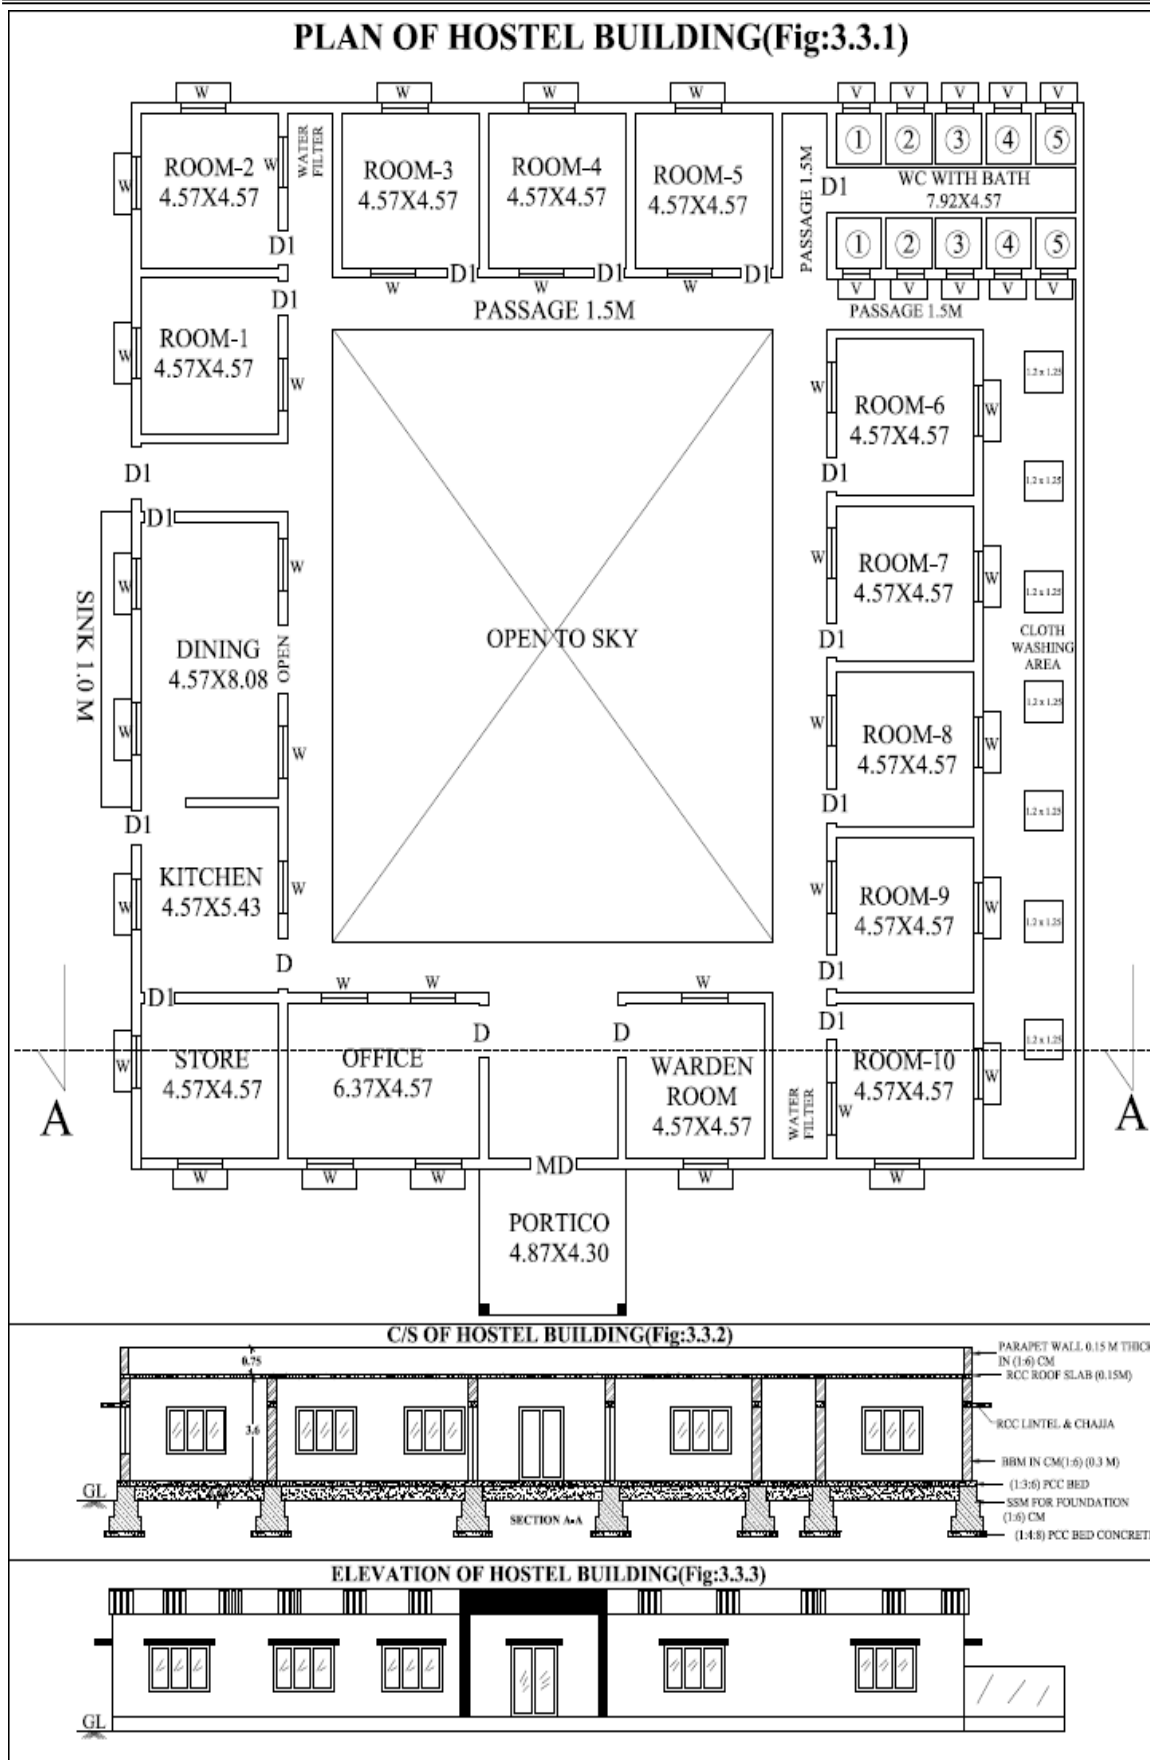 PLAN OF HOSTEL BUILDING(Fig:3.3.1)
W
W
W
W
V
V
V
V
V
ROOM-2
4.57X4.57
W
W
WATER
FILTER
ROOM-3
4.57X4.57
ROOM-4
4.57X4.57
ROOM-5
4.57X4.57
PASSAGE 1.5M
1
2
3
4
5
D1
WC WITH BATH
7.92X4.57
1
2
3
4
5
D1
D1
D1
D1
W
W
W
V
V
V
V
V
D1
PASSAGE 1.5M
PASSAGE 1.5M
ROOM-1
4.57X4.57
W
W
D1
D1
SINK 1.0 M
W
W
W
DINING
4.57X8.08
OPEN
W
OPEN TO SKY
ROOM-6
4.57X4.57
W
W
D1
ROOM-7
4.57X4.57
W
W
D1
ROOM-8
4.57X4.57
W
W
D1
ROOM-9
4.57X4.57
W
W
D1
1.2 x 1.25
1.2 x 1.25
1.2 x 1.25
CLOTH
WASHING
AREA
1.2 x 1.25
1.2 x 1.25
1.2 x 1.25
1.2 x 1.25
D1
KITCHEN
4.57X5.43
W
W
D
D1
W
W
W
D
D
D1
STORE
4.57X4.57
W
OFFICE
6.37X4.57
WARDEN
ROOM
4.57X4.57
WATER
FILTER
W
ROOM-10
4.57X4.57
W
A
A
W
W
W
MD
W
W
PORTICO
4.87X4.30
C/S OF HOSTEL BUILDING(Fig:3.3.2)
0.75
3.6
PARAPET WALL 0.15 M THICK
IN (1:6) CM
RCC ROOF SLAB (0.15M)
RCC LINTEL & CHAJJA
BBM IN CM(1:6) (0.3 M)
(1:3:6) PCC BED
SSM FOR FOUNDATION
(1:6) CM
(1:4:8) PCC BED CONCRETE
GL
SECTION A-A
ELEVATION OF HOSTEL BUILDING(Fig:3.3.3)
GL